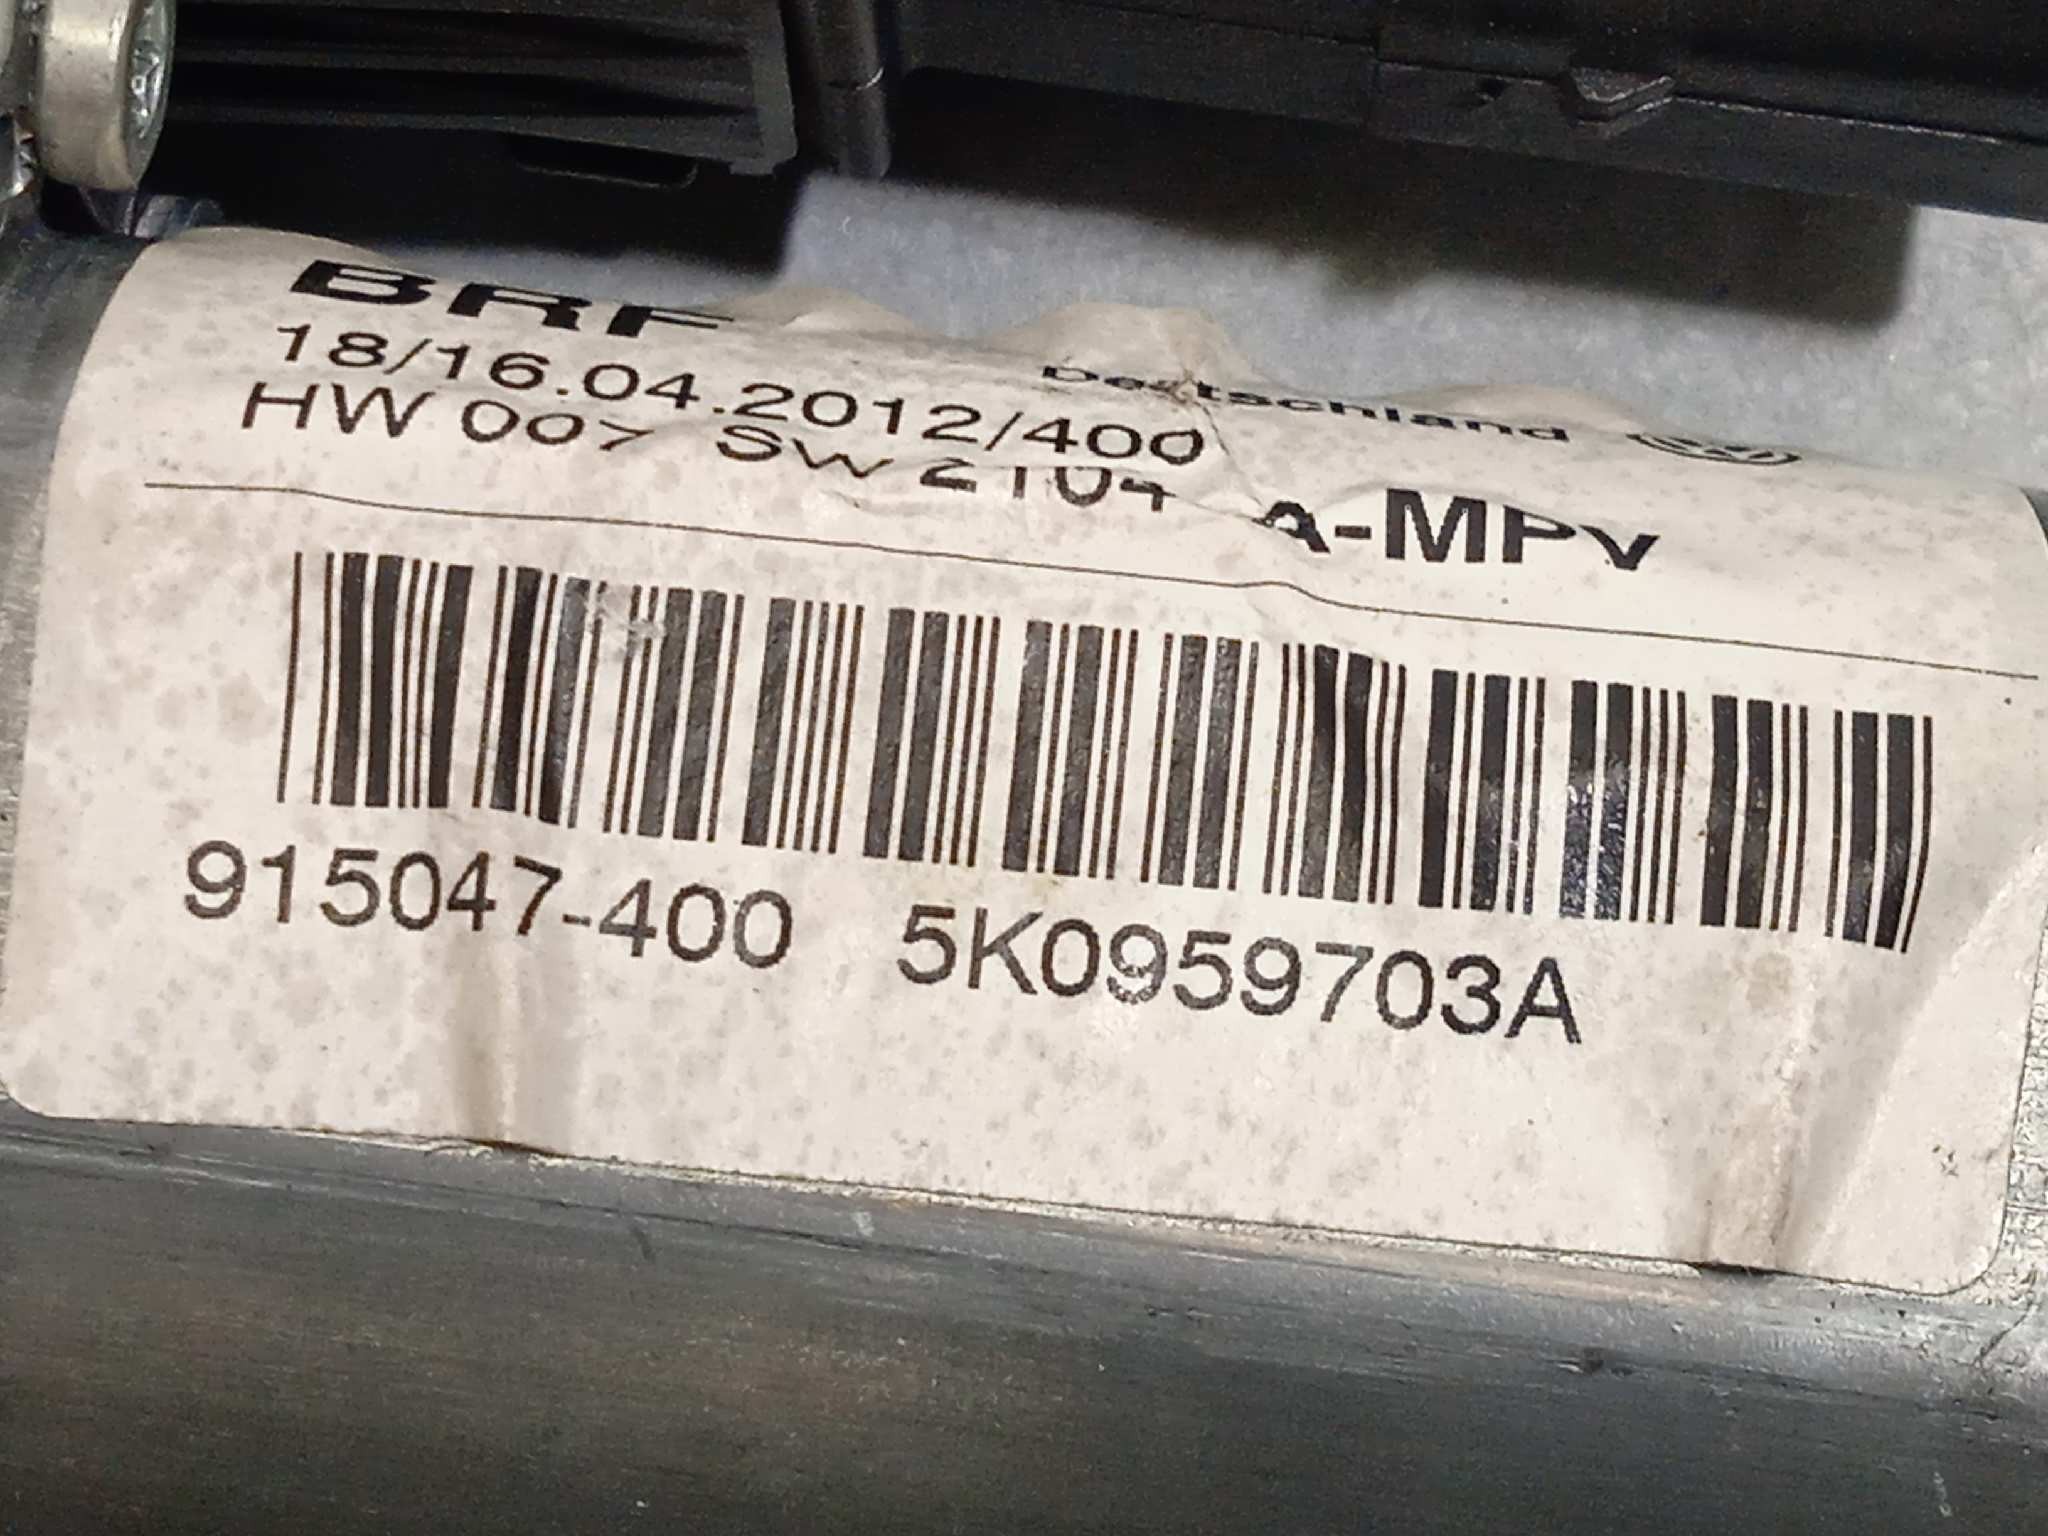 BRF
18/16.04.2012/400
Deutschland
HW 007 SW 2104
A-MPV
915047-400 5K0959703A